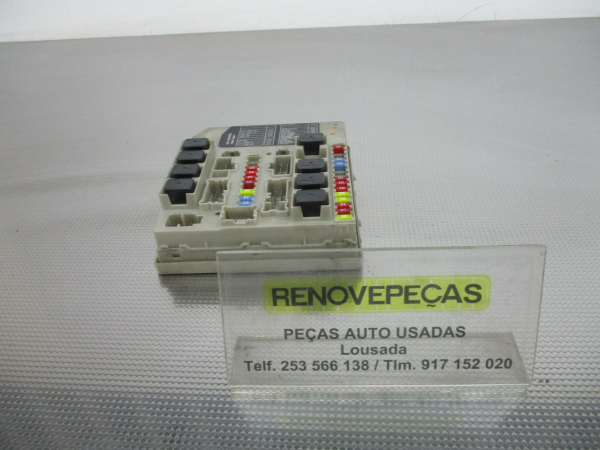 RENOVEPEÇAS
PEÇAS AUTO USADAS
Lousada
Telf. 253 566 138 / Tlm. 917 152 020